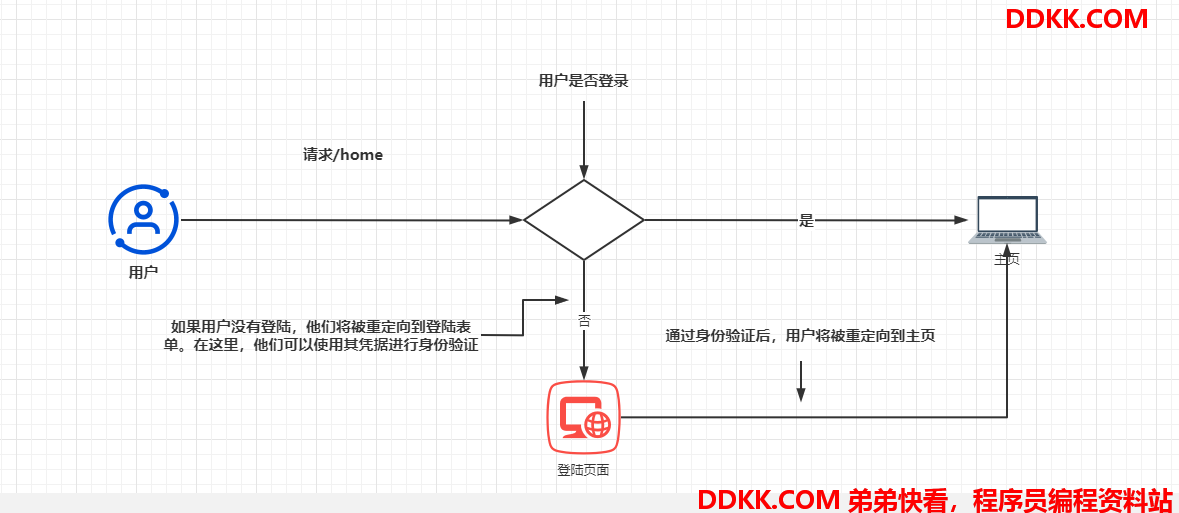 DDKK.COM
用户是否登录
请求/home
是
用户
主页
否
如果用户没有登陆，他们将被重定向到登陆表
单。在这里，他们可以使用其凭据进行身份验证
通过身份验证后，用户将被重定向到主页
登陆页面
DDKK.COM 弟弟快看，程序员编程资料站